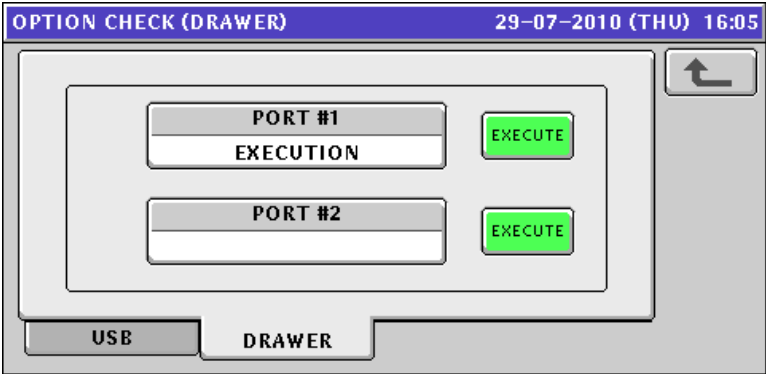 OPTION CHECK (DRAWER) 29-07-2010 (THU) 16:05
PORT #1
EXECUTION
EXECUTE
PORT #2
EXECUTE
USB
DRAWER